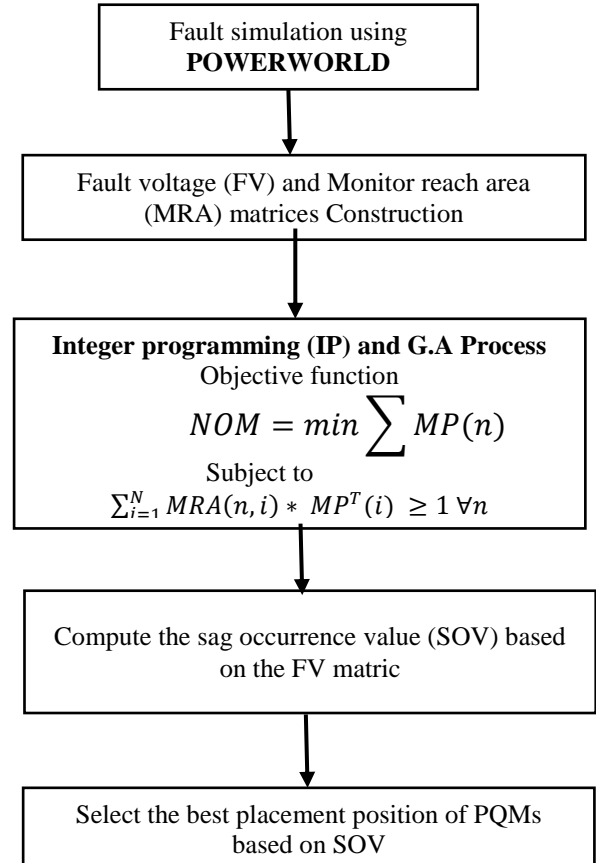 Fault simulation using
POWERWORLD
Fault voltage (FV) and Monitor reach area
(MRA) matrices Construction
Integer programming (IP) and G.A Process
Objective function
NOM = min ∑ MP(n)
Subject to
∑_{i=1}^{N} MRA(n, i) * MP^T(i) ≥ 1 ∀n
Compute the sag occurrence value (SOV) based
on the FV matric
Select the best placement position of PQMs
based on SOV